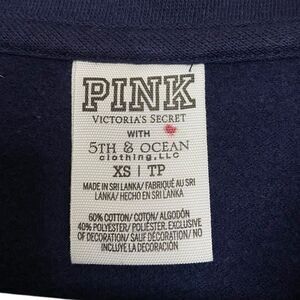 PINK
VICTORIA'S SECRET
WITH
5TH & OCEAN
clothing, LLC
XS | TP
MADE IN SRI LANKA/ FABRIQUÉ AU SRI
LANKA/ HECHO EN SRI LANKA
60% COTTON/ COTON/ ALGODÓN
40% POLYESTER/ POLIÉSTER. EXCLUSIVE
OF DECORATION/ SAUF DÉCORATION/ NO
INCLUYE LA DECORACIÓN